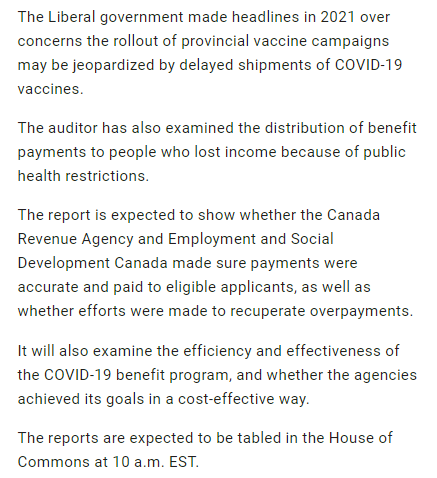 The Liberal government made headlines in 2021 over
concerns the rollout of provincial vaccine campaigns
may be jeopardized by delayed shipments of COVID-19
vaccines.
The auditor has also examined the distribution of benefit
payments to people who lost income because of public
health restrictions.
The report is expected to show whether the Canada
Revenue Agency and Employment and Social
Development Canada made sure payments were
accurate and paid to eligible applicants, as well as
whether efforts were made to recuperate overpayments.
It will also examine the efficiency and effectiveness of
the COVID-19 benefit program, and whether the agencies
achieved its goals in a cost-effective way.
The reports are expected to be tabled in the House of
Commons at 10 a.m. EST.